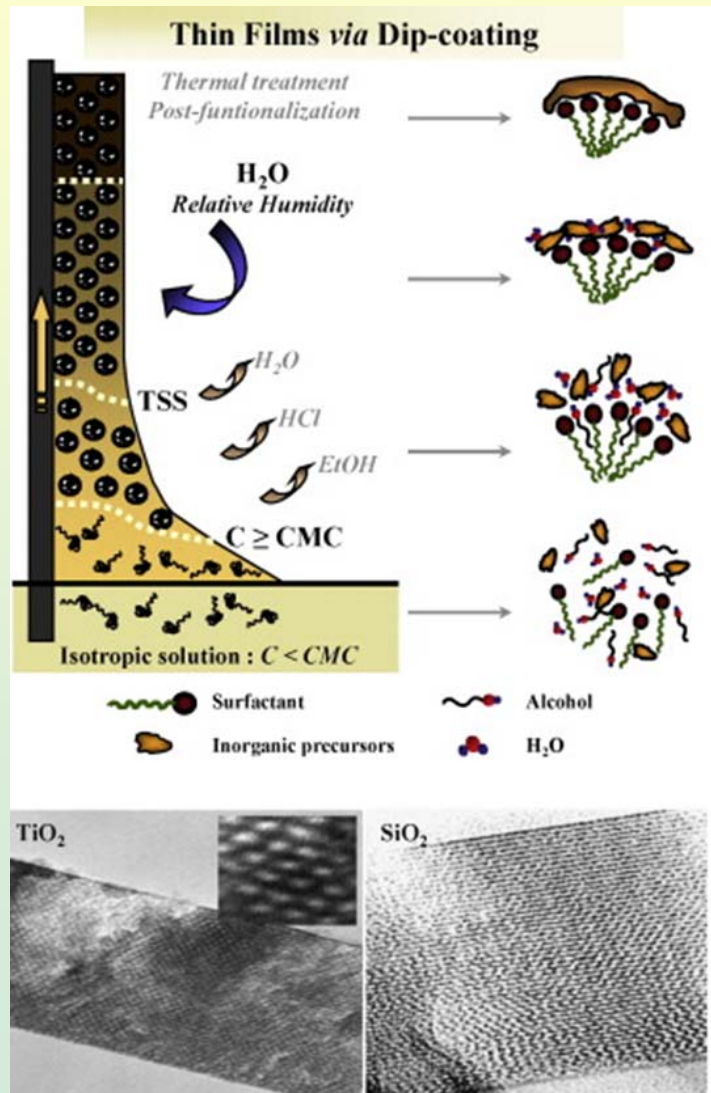 Thin Films via Dip-coating
Thermal treatment
Post-funtionalization
H₂O
Relative Humidity
H₂O
TSS
HCl
EtOH
C ≥ CMC
Isotropic solution : C < CMC
Surfactant
Alcohol
Inorganic precursors
H₂O
TiO₂
SiO₂